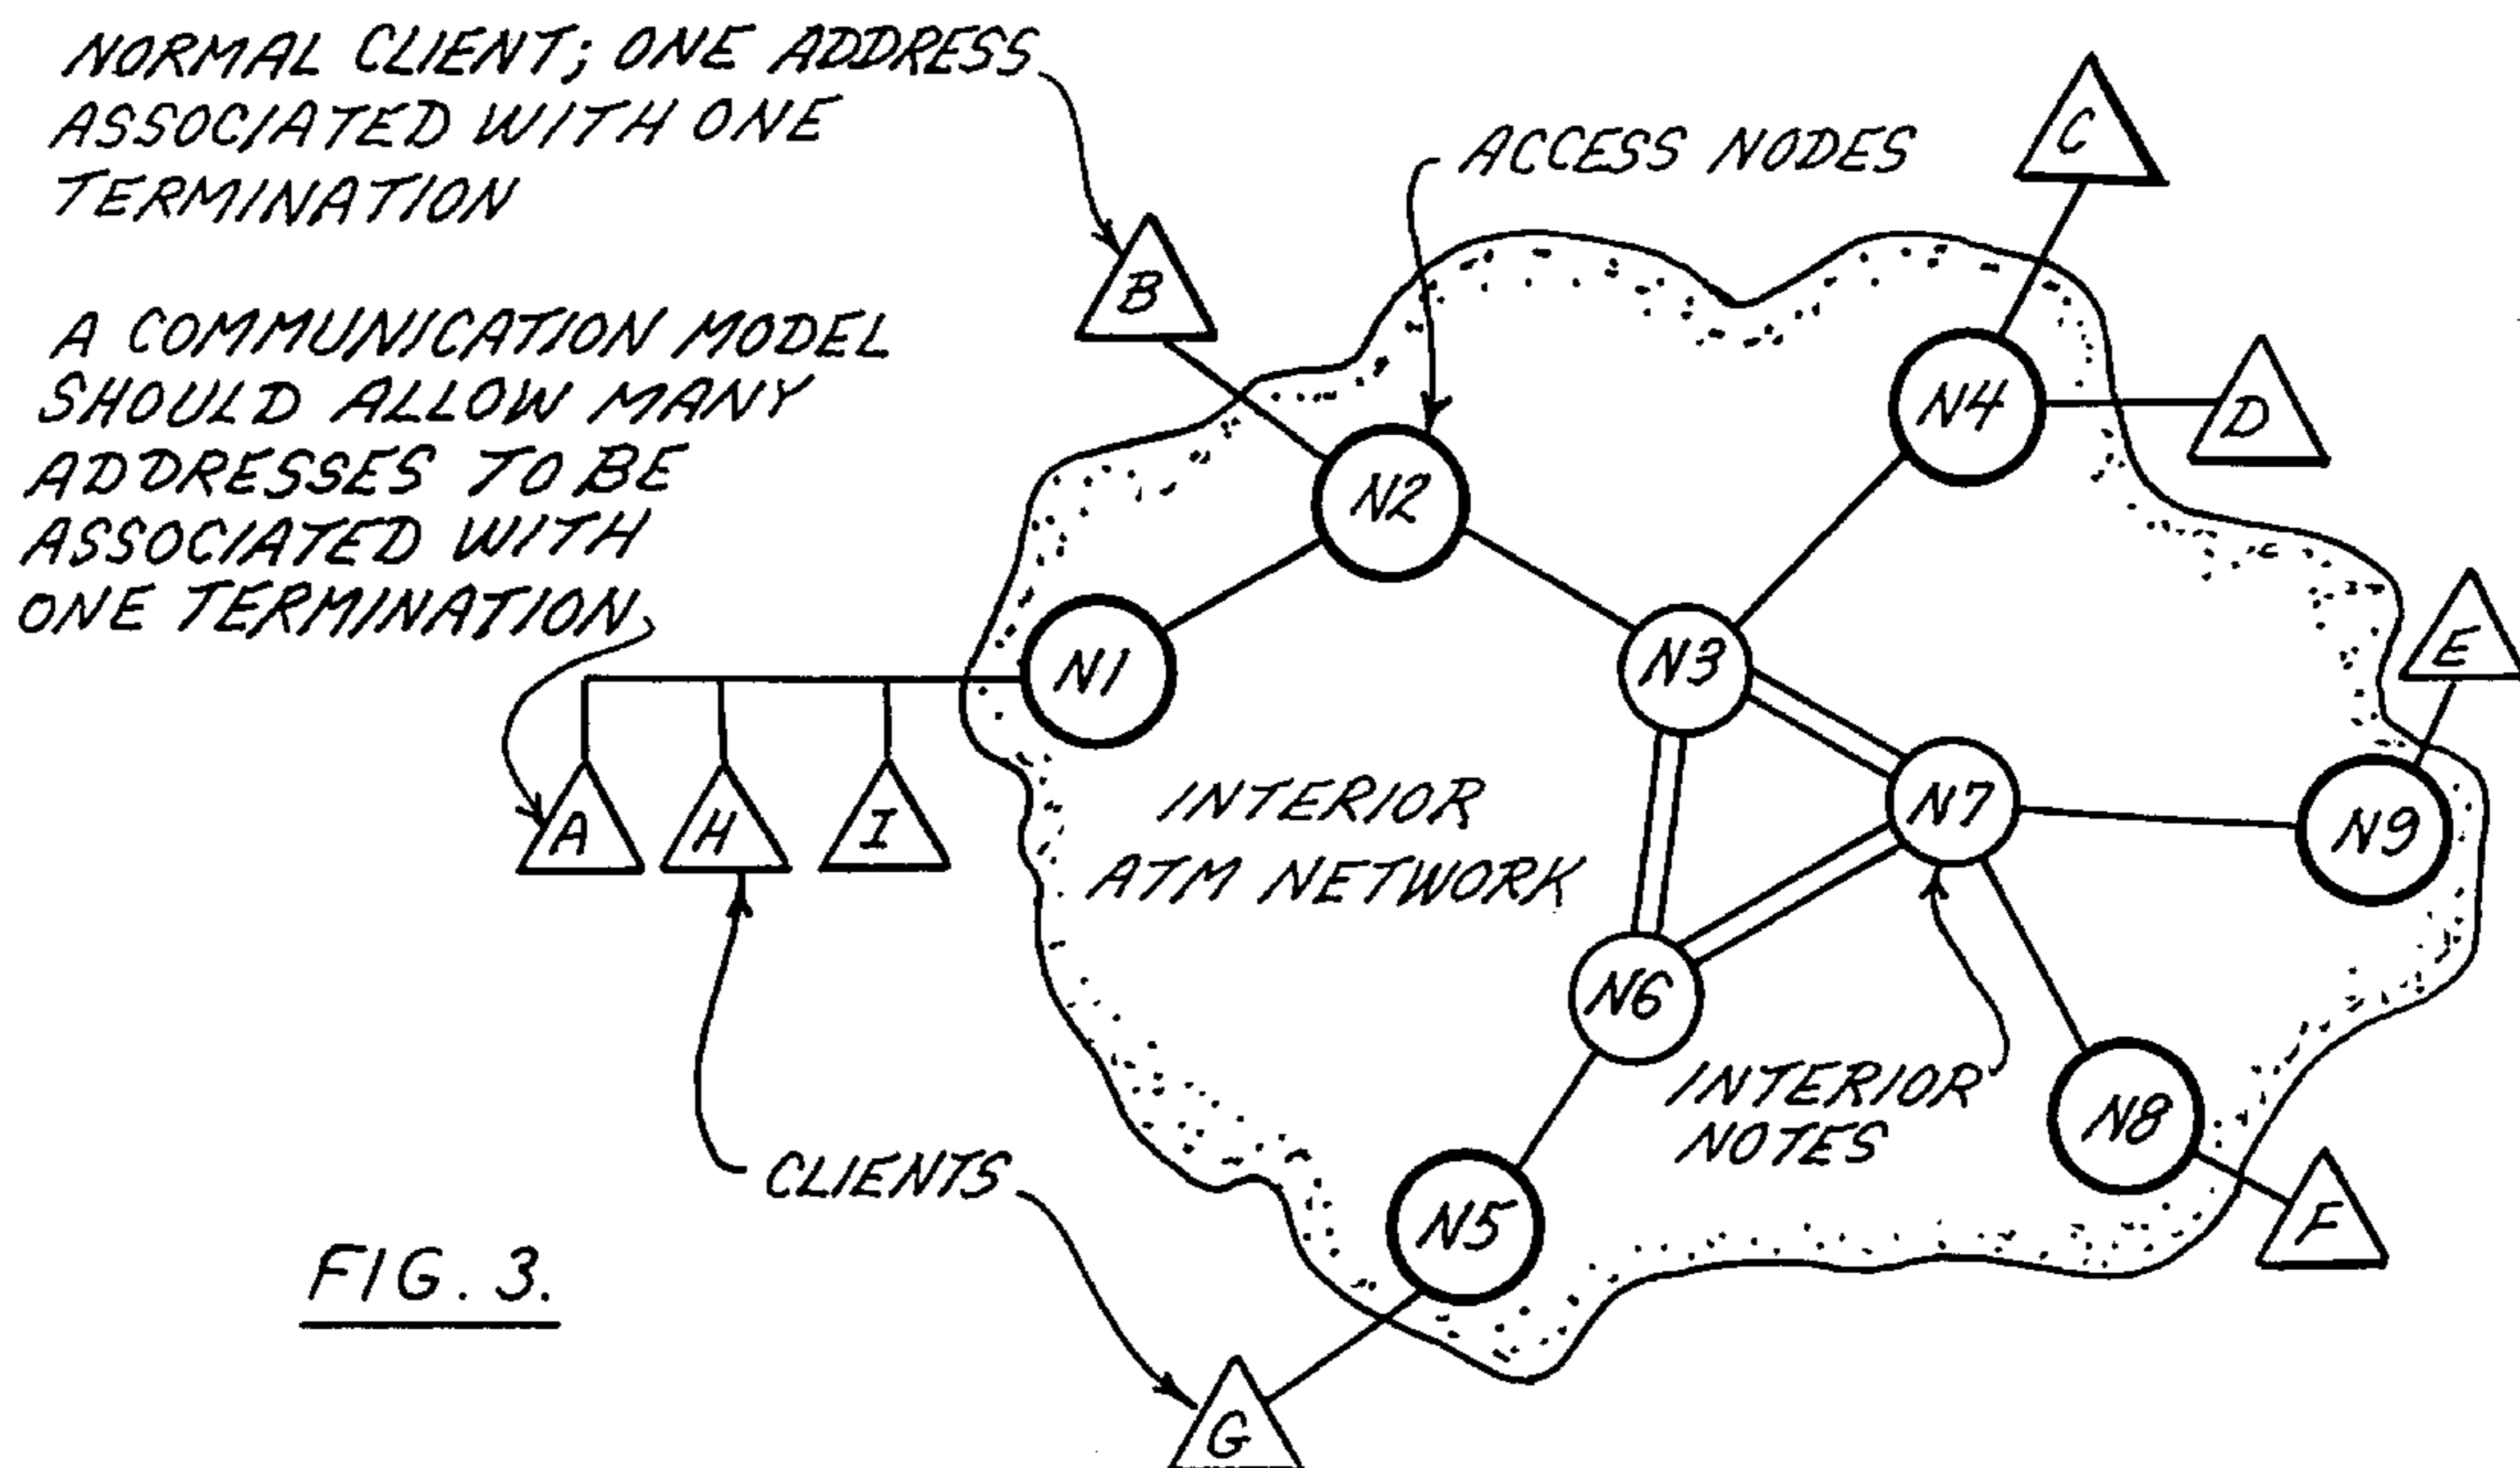 NORMAL CLIENT; ONE ADDRESS
ASSOCIATED WITH ONE
TERMINATION
A COMMUNICATION MODEL
SHOULD ALLOW MANY
ADDRESSES TO BE
ASSOCIATED WITH
ONE TERMINATION
ACCESS NODES
C
B
N4
D
N2
E
N1
N3
A
H
I
INTERIOR
ATM NETWORK
N7
N9
N6
INTERIOR
NOTES
N8
CLIENTS
N5
F
G
FIG. 3.